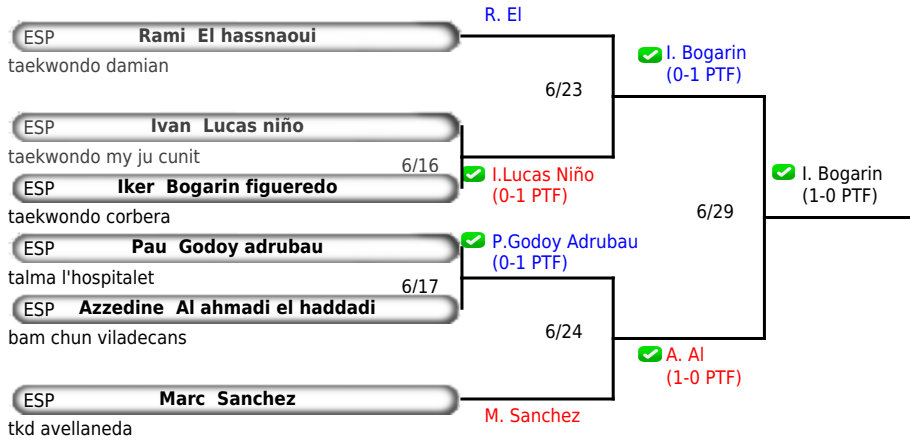 R. El
ESP Rami El hassnaoui
taekwondo damian
I. Bogarin
(0-1 PTF)
6/23
ESP Ivan Lucas niño
taekwondo my ju cunit
6/16
I.Lucas Niño
(0-1 PTF)
ESP Iker Bogarin figueredo
taekwondo corbera
I. Bogarin
(1-0 PTF)
6/29
ESP Pau Godoy adrubau
talma l'hospitalet
P.Godoy Adrubau
(0-1 PTF)
6/17
ESP Azzedine Al ahmadi el haddadi
bam chun viladecans
6/24
A. Al
(1-0 PTF)
ESP Marc Sanchez
tkd avellaneda
M. Sanchez